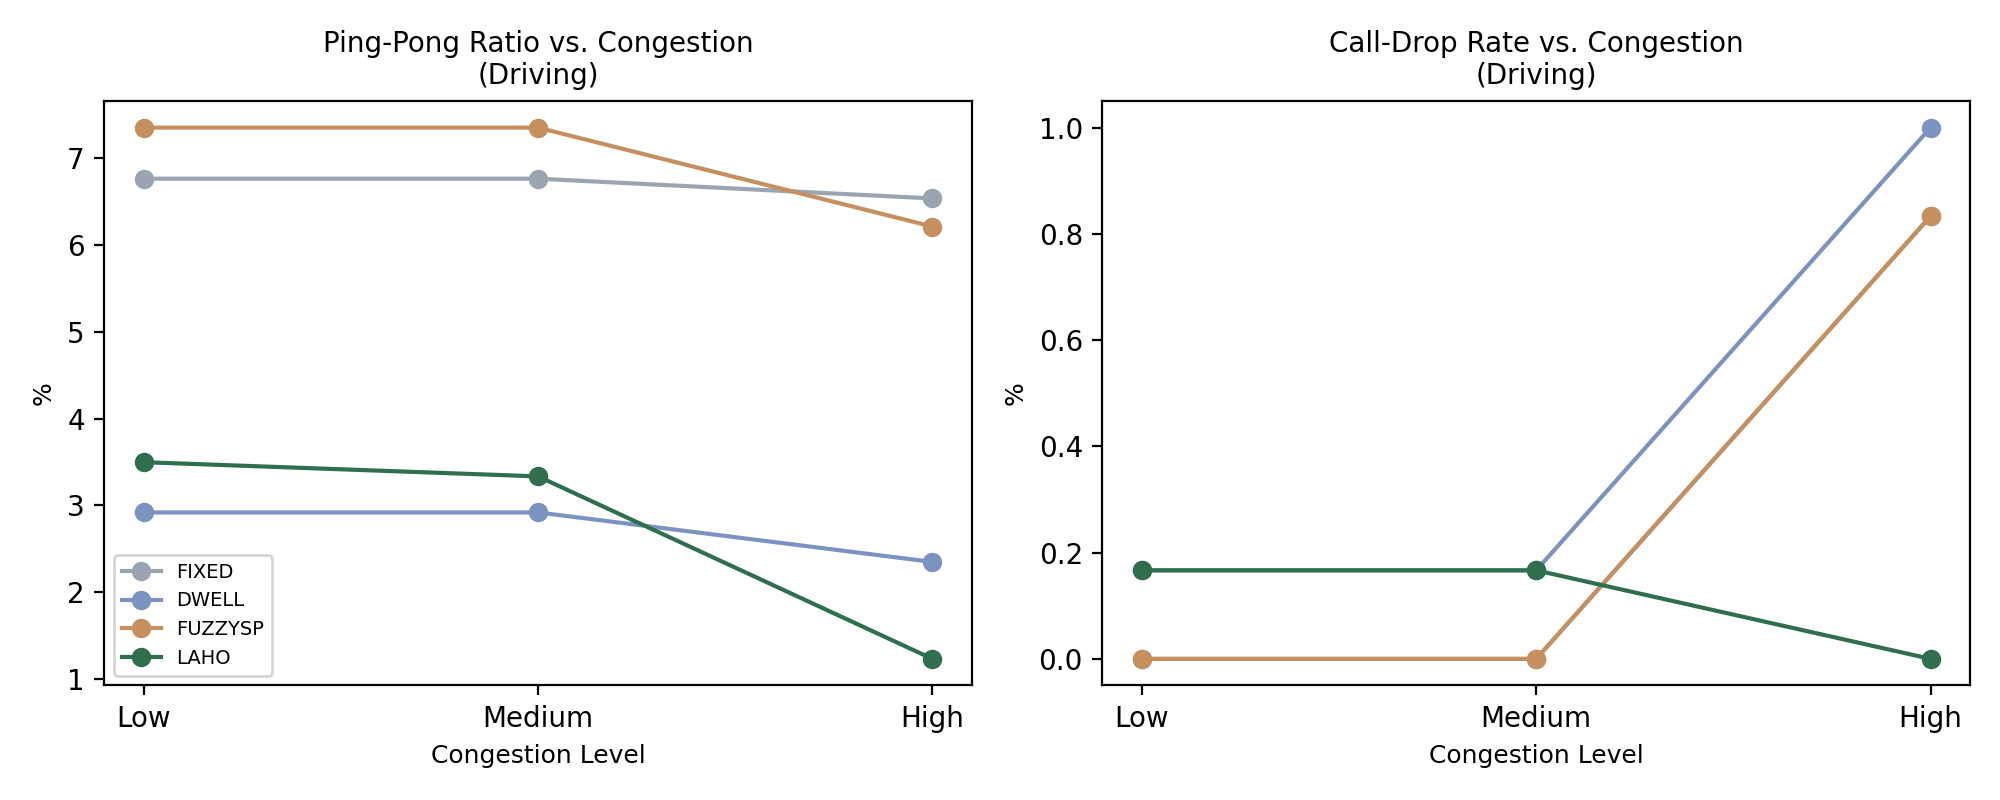 Ping-Pong Ratio vs. Congestion
(Driving)
%
7
6
5
4
3
2
1
FIXED
DWELL
FUZZYSP
LAHO
Low
Medium
High
Congestion Level
Call-Drop Rate vs. Congestion
(Driving)
%
1.0
0.8
0.6
0.4
0.2
0.0
Low
Medium
High
Congestion Level